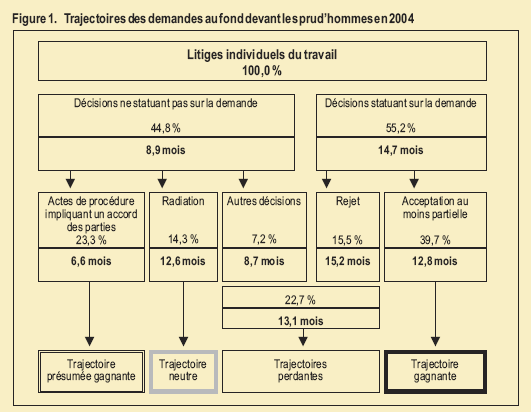 Figure 1. Trajectoires des demandes au fond devant les prud'hommes en 2004
Litiges individuels du travail
100,0 %
Décisions ne statuant pas sur la demande
44,8 %
8,9 mois
Décisions statuant sur la demande
55,2 %
14,7 mois
Actes de procédure
impliquant un accord
des parties
23,3 %
6,6 mois
Radiation
14,3 %
12,6 mois
Autres décisions
7,2 %
8,7 mois
Rejet
15,5 %
15,2 mois
Acceptation au
moins partielle
39,7 %
12,8 mois
22,7 %
13,1 mois
Trajectoire
présumée gagnante
Trajectoire
neutre
Trajectoires
perdantes
Trajectoire
gagnante